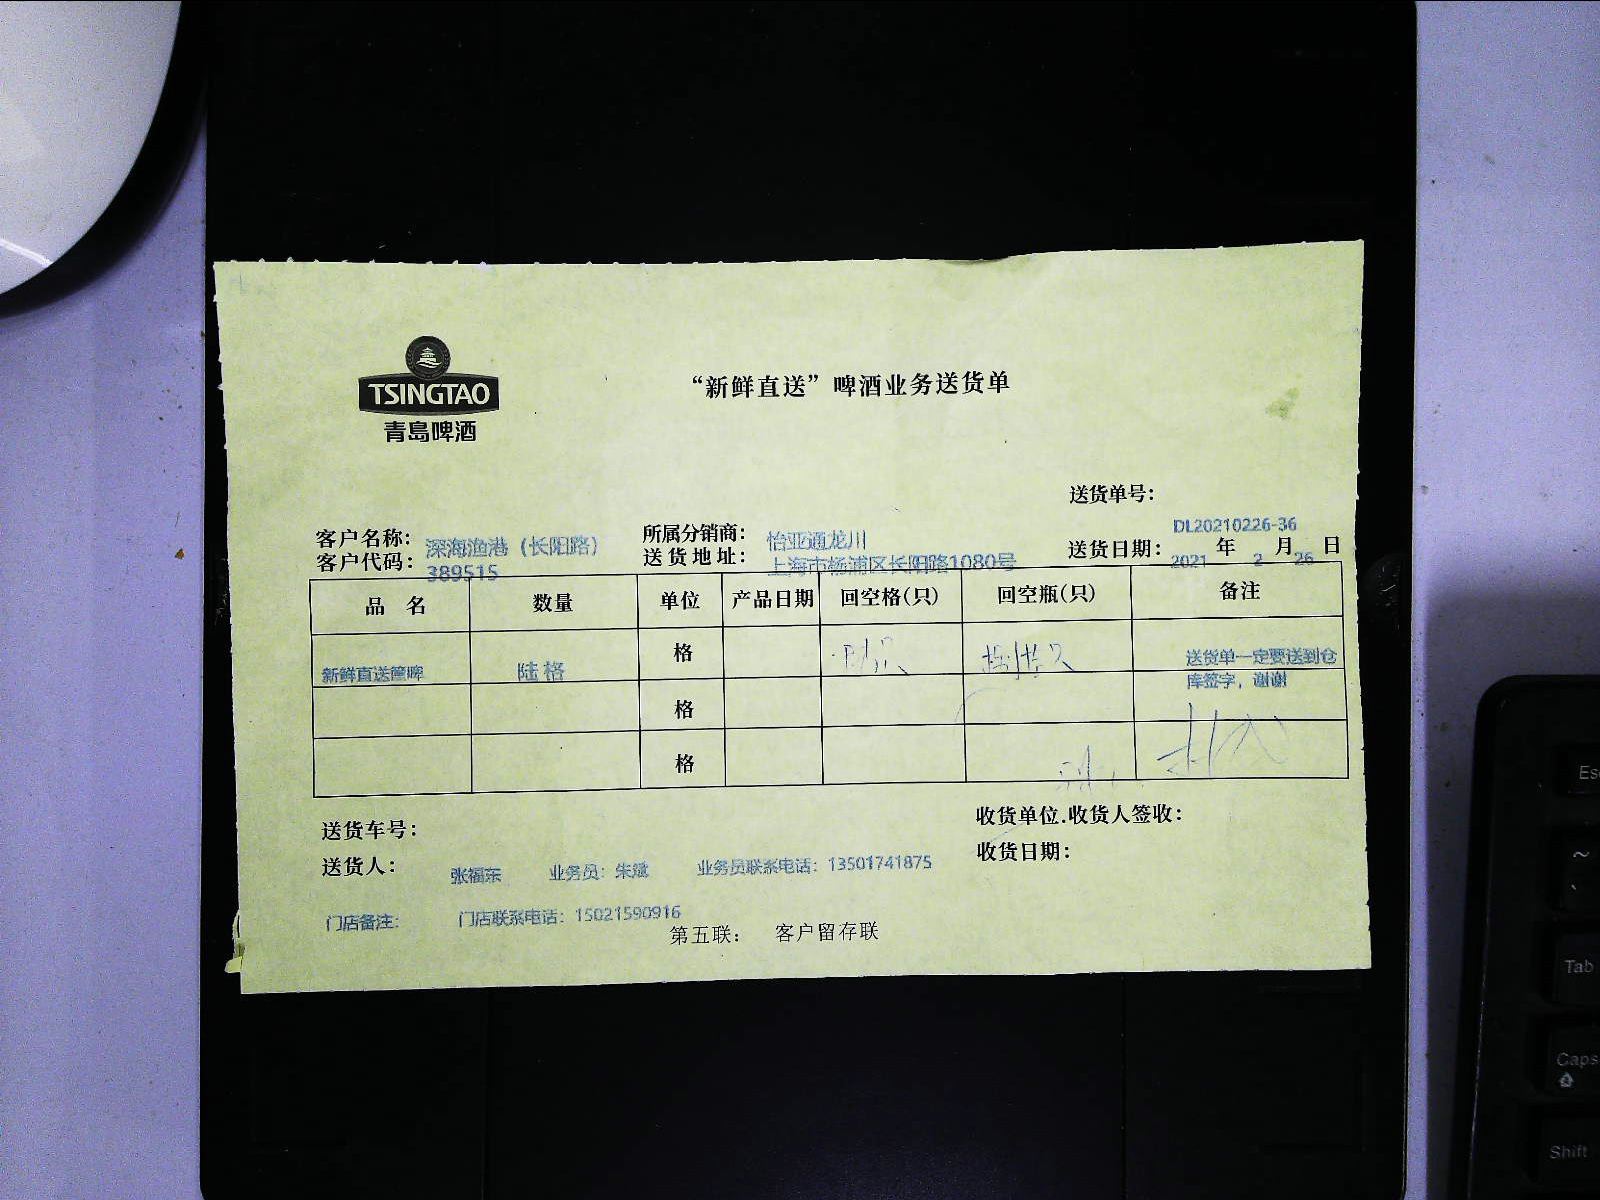 TSINGTAO
青岛啤酒
“新鲜直送”啤酒业务送货单
送货单号：
DL20210226-36
客户名称：深海渔港（长阳路） 所属分销商：怡亚通龙川
客户代码：389515 送货地址：上海市杨浦区长阳路1080号 送货日期：2021年2月26日
品名 数量 单位 产品日期 回空格(只) 回空瓶(只) 备注
新鲜直送管啤 陆格 格 送货单一定要送到仓
库签字，谢谢
格
格
送货车号： 收货单位.收货人签收：
送货人： 张福东 业务员：朱斌 业务员联系电话：13501741875 收货日期：
门店备注： 门店联系电话：15021590916
第五联： 客户留存联
Esc
~
Tab
Caps
Shift